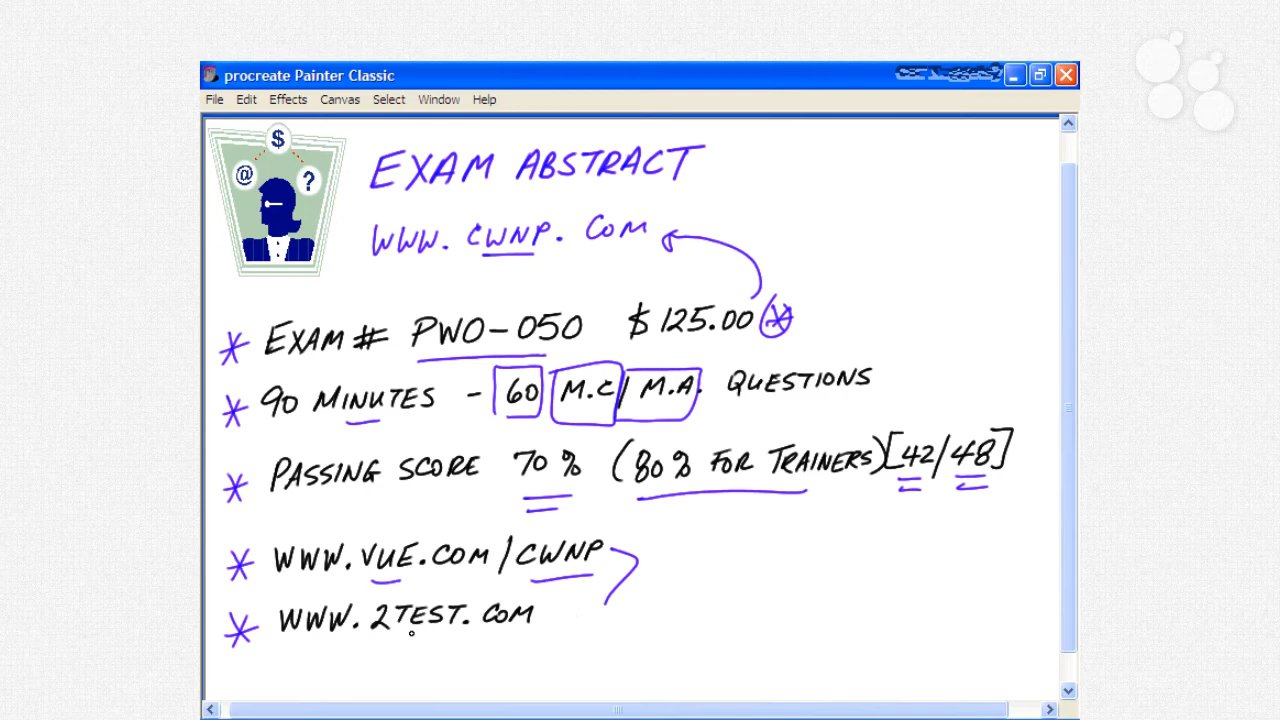 procreate Painter Classic
File Edit Effects Canvas Select Window Help
$
@ ?
EXAM ABSTRACT
WWW. CWNP. COM
* EXAM # PWO-050 $125.00 *
* 90 MINUTES - 60 M.C/M.A. QUESTIONS
* PASSING SCORE 70% (80% FOR TRAINERS)[42/48]
* WWW.VUE.COM/CWNP
* WWW.2TEST.COM